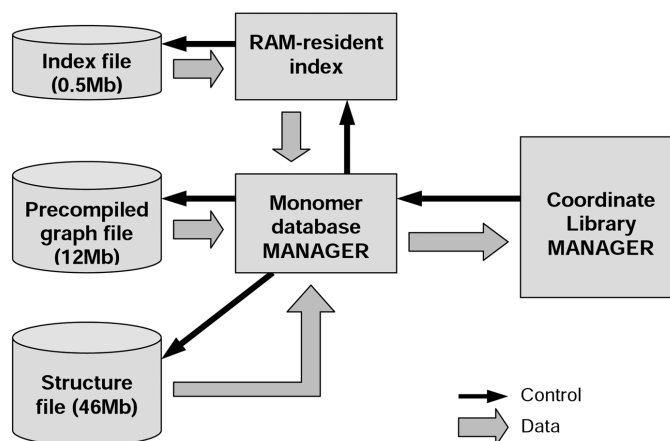 Index file
(0.5Mb)
RAM-resident
index
Precompiled
graph file
(12Mb)
Monomer
database
MANAGER
Coordinate
Library
MANAGER
Structure
file (46Mb)
Control
Data